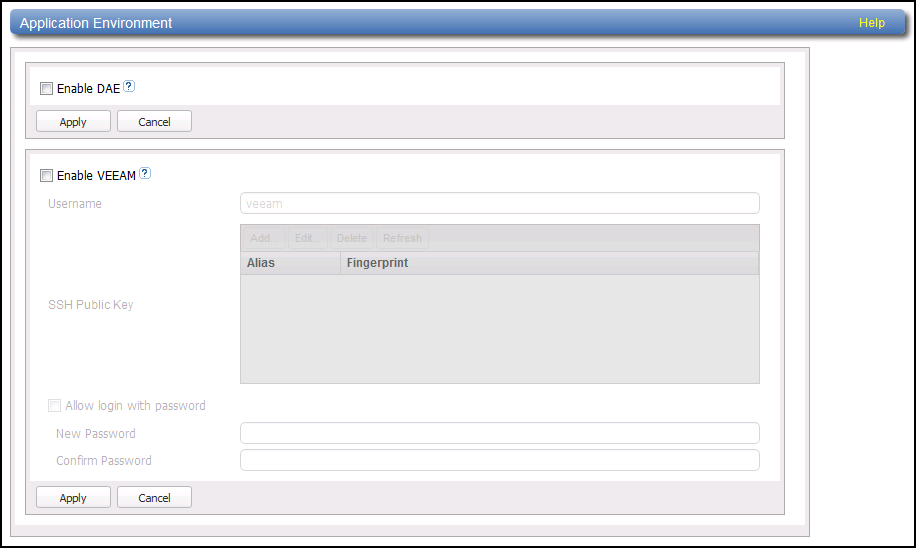 Application Environment Help
Enable DAE ?
Apply Cancel
Enable VEEAM ?
Username veeam
Add... Edit... Delete Refresh
Alias Fingerprint
SSH Public Key
Allow login with password
New Password
Confirm Password
Apply Cancel